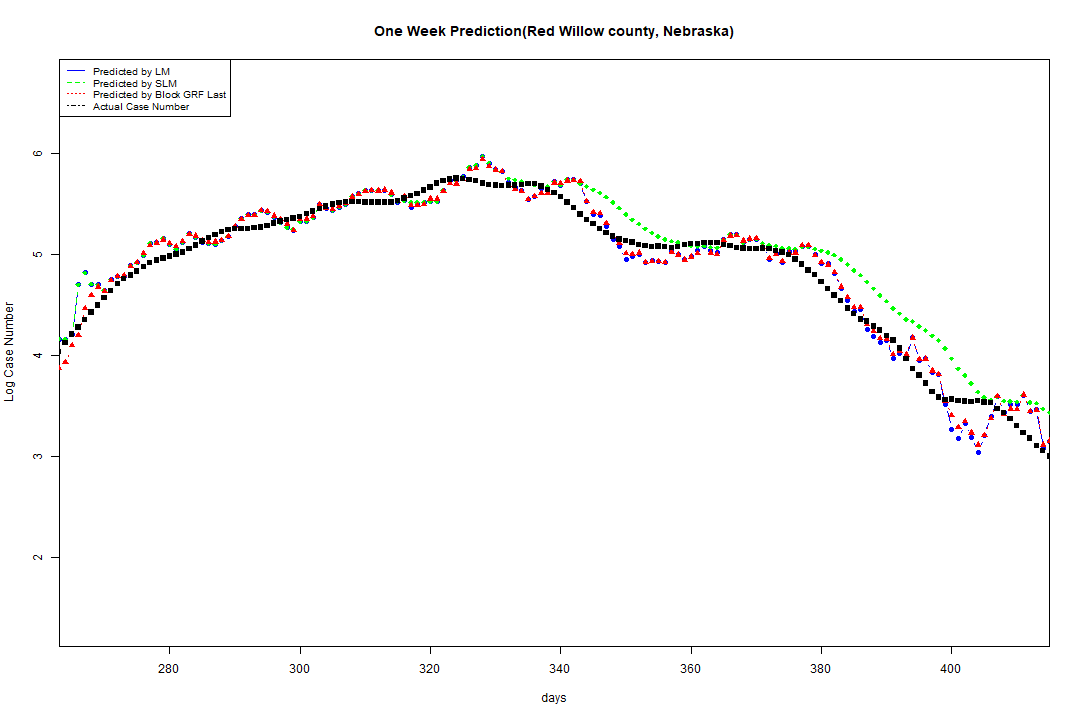 One Week Prediction(Red Willow county, Nebraska)
Predicted by LM
Predicted by SLM
Predicted by Block GRF Last
Actual Case Number
6
5
4
3
2
Log Case Number
280 300 320 340 360 380 400
days